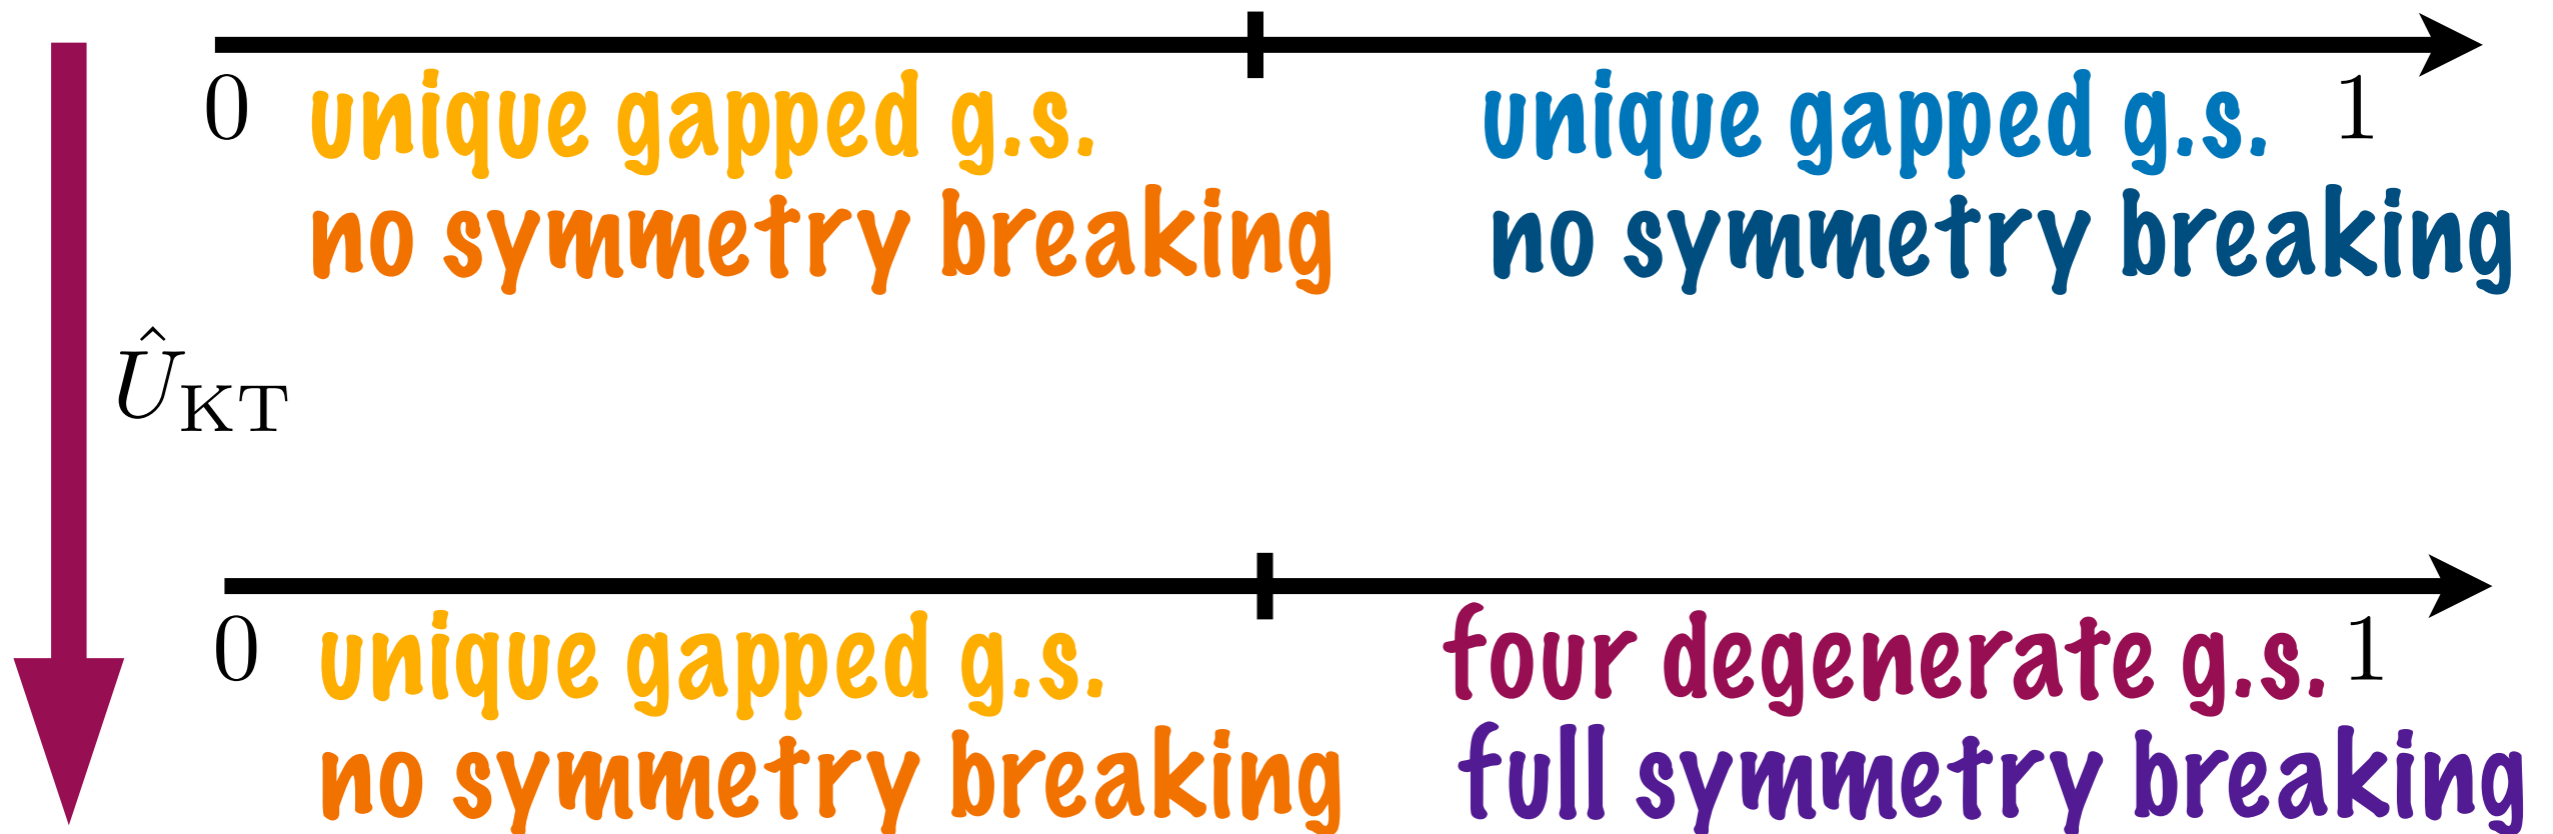 0 unique gapped g.s. unique gapped g.s. 1
no symmetry breaking no symmetry breaking
Û_KT
0 unique gapped g.s. four degenerate g.s. 1
no symmetry breaking full symmetry breaking